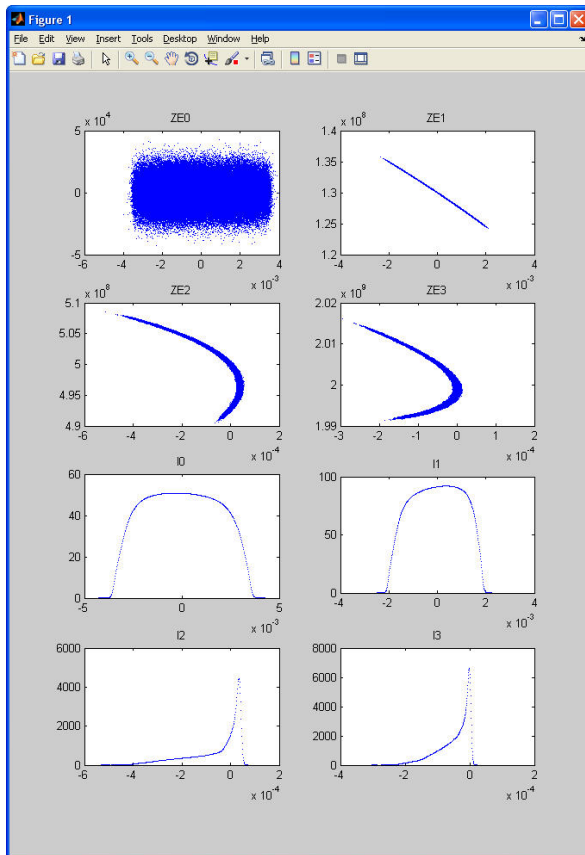 Figure 1
File Edit View Insert Tools Desktop Window Help
x 10^4 ZE0
5
0
-5
-6 -4 -2 0 2 4
x 10^-3
x 10^8 ZE1
1.4
1.35
1.3
1.25
1.2
-4 -2 0 2 4
x 10^-3
x 10^8 ZE2
5.1
5.05
5
4.95
4.9
-6 -4 -2 0 2
x 10^-4
x 10^9 ZE3
2.02
2.01
2
1.99
-3 -2 -1 0 1 2
x 10^-4
I0
60
40
20
0
-5 0 5
x 10^-3
I1
100
50
0
-4 -2 0 2 4
x 10^-3
I2
6000
4000
2000
0
-6 -4 -2 0 2
x 10^-4
I3
8000
6000
4000
2000
0
-4 -2 0 2
x 10^-4